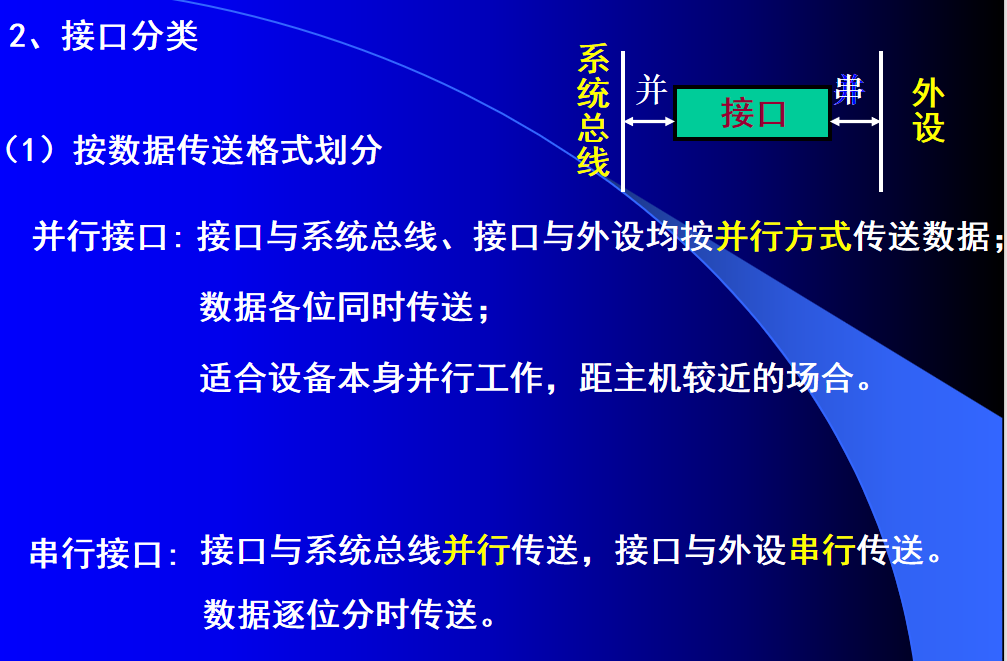 2、接口分类
系统总线
并
接口
串
外设
（1）按数据传送格式划分
并行接口：接口与系统总线、接口与外设均按并行方式传送数据；
数据各位同时传送；
适合设备本身并行工作，距主机较近的场合。
串行接口：接口与系统总线并行传送，接口与外设串行传送。
数据逐位分时传送。